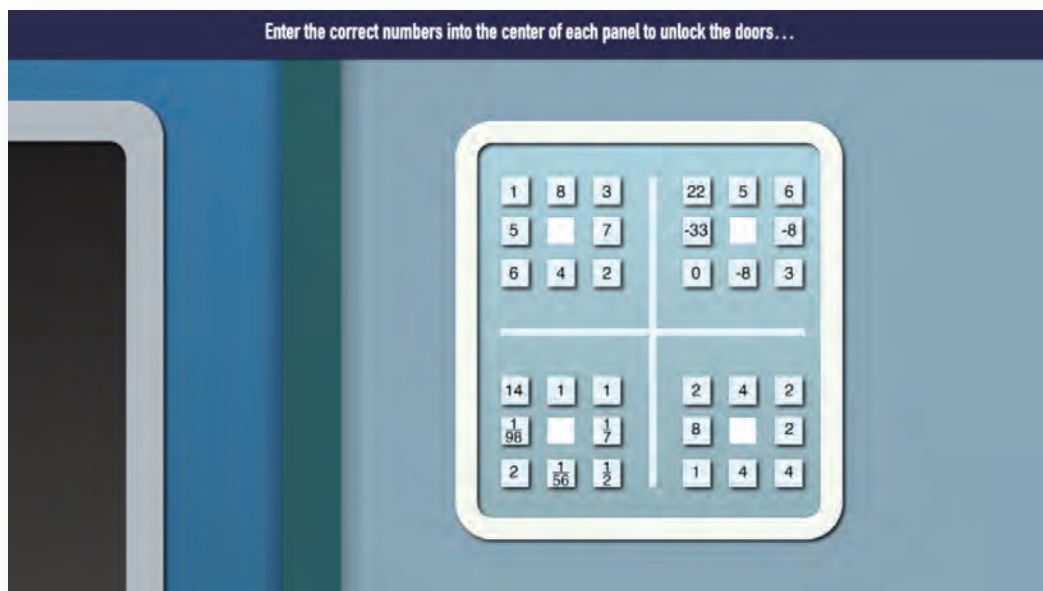 Enter the correct numbers into the center of each panel to unlock the doors...
1 8 3
5 7
6 4 2
22 5 6
-33 -8
0 -8 3
14 1 1
1/98 1/7
2 1/56 1/2
2 4 2
8 2
1 4 4